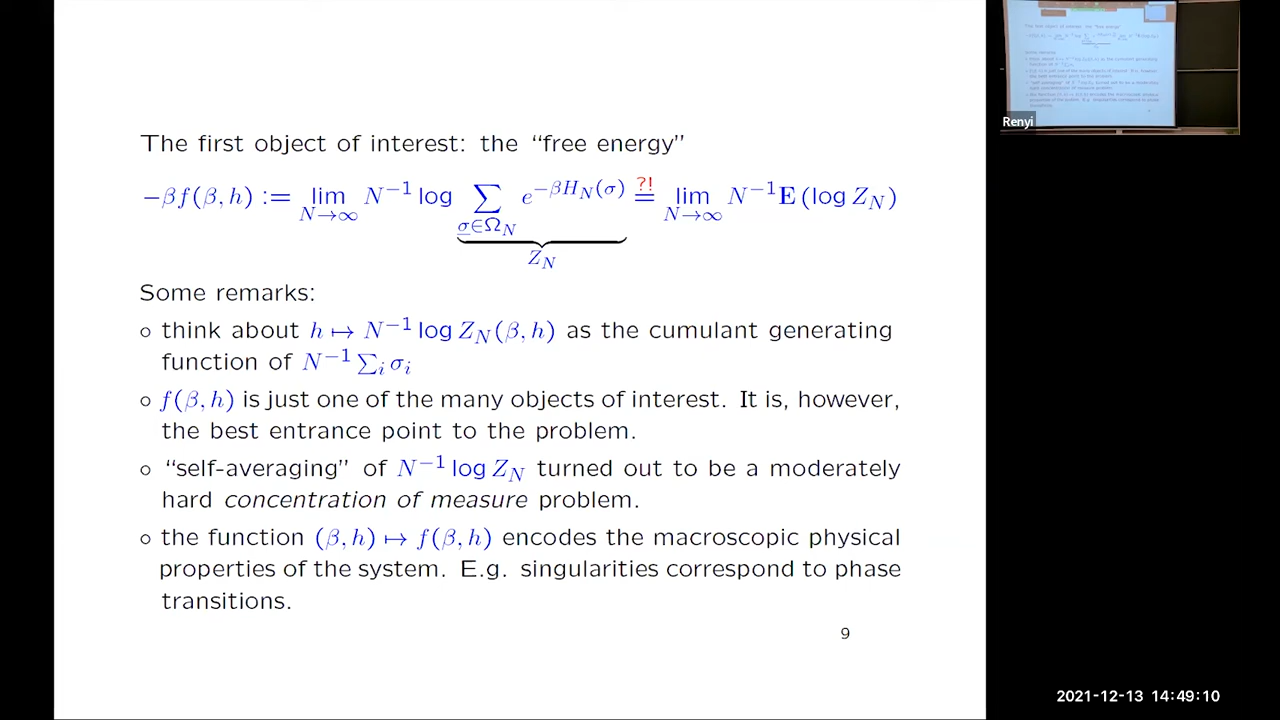 The first object of interest: the “free energy”
−βf(β, h) := lim_{N→∞} N^{−1} log ∑_{σ∈Ω_N} e^{−βH_N(σ)} =^{?!} lim_{N→∞} N^{−1}E (log Z_N)
Z_N
Some remarks:
○ think about h ↦ N^{−1} log Z_N(β, h) as the cumulant generating
function of N^{−1} ∑_i σ_i
○ f(β, h) is just one of the many objects of interest. It is, however,
the best entrance point to the problem.
○ “self-averaging” of N^{−1} log Z_N turned out to be a moderately
hard concentration of measure problem.
○ the function (β, h) ↦ f(β, h) encodes the macroscopic physical
properties of the system. E.g. singularities correspond to phase
transitions.
9
Renyi
2021-12-13 14:49:10